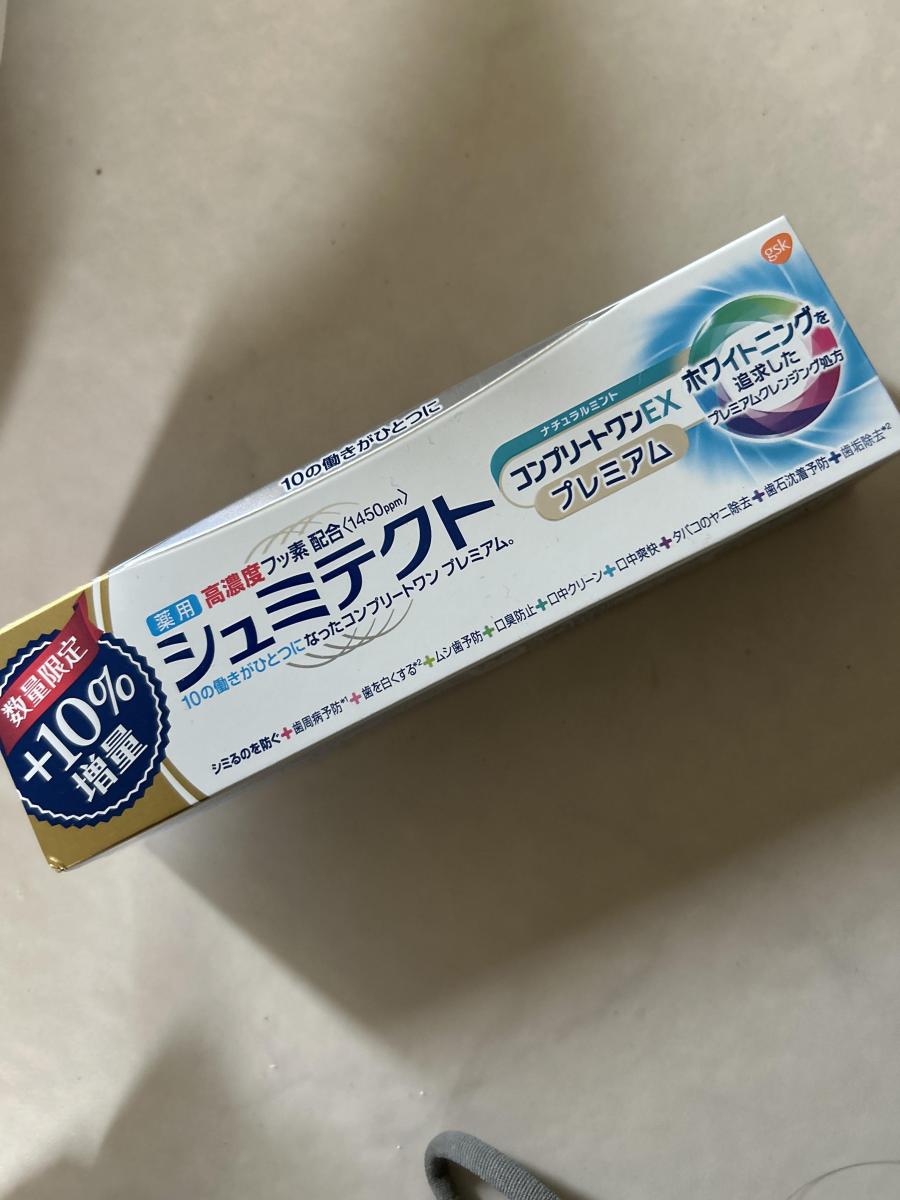 gsk
10の働きがひとつに
ナチュラルミント
コンプリートワンEX
プレミアム
ホワイトニングを
追求した
プレミアムクレンジング処方
薬用 高濃度フッ素配合〈1450ppm〉
シュミテクト
10の働きがひとつになったコンプリートワン プレミアム。
シミるのを防ぐ+歯周病予防*1+歯を白くする*2+ムシ歯予防+口臭防止+口中クリーン+口中爽快+タバコのヤニ除去+歯石沈着予防+歯垢除去*2
数量限定
+10%
増量